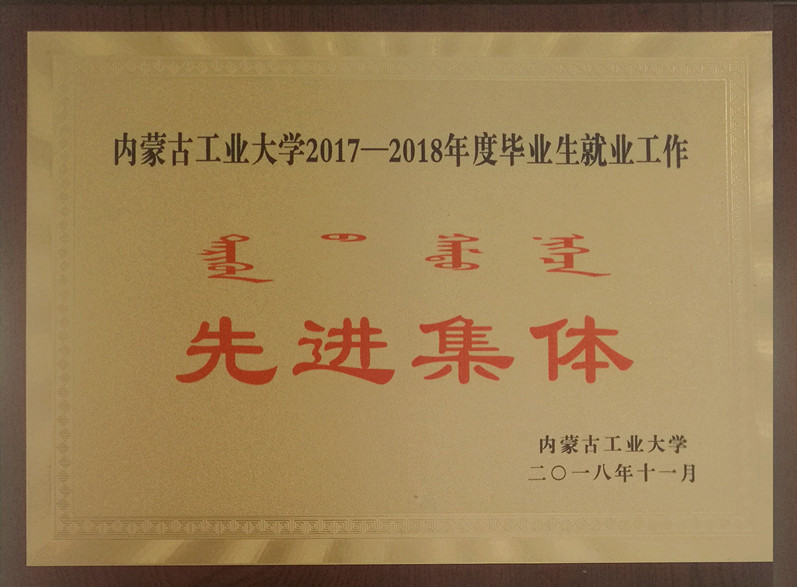 内蒙古工业大学2017—2018年度毕业生就业工作
先进集体
内蒙古工业大学
二〇一八年十一月